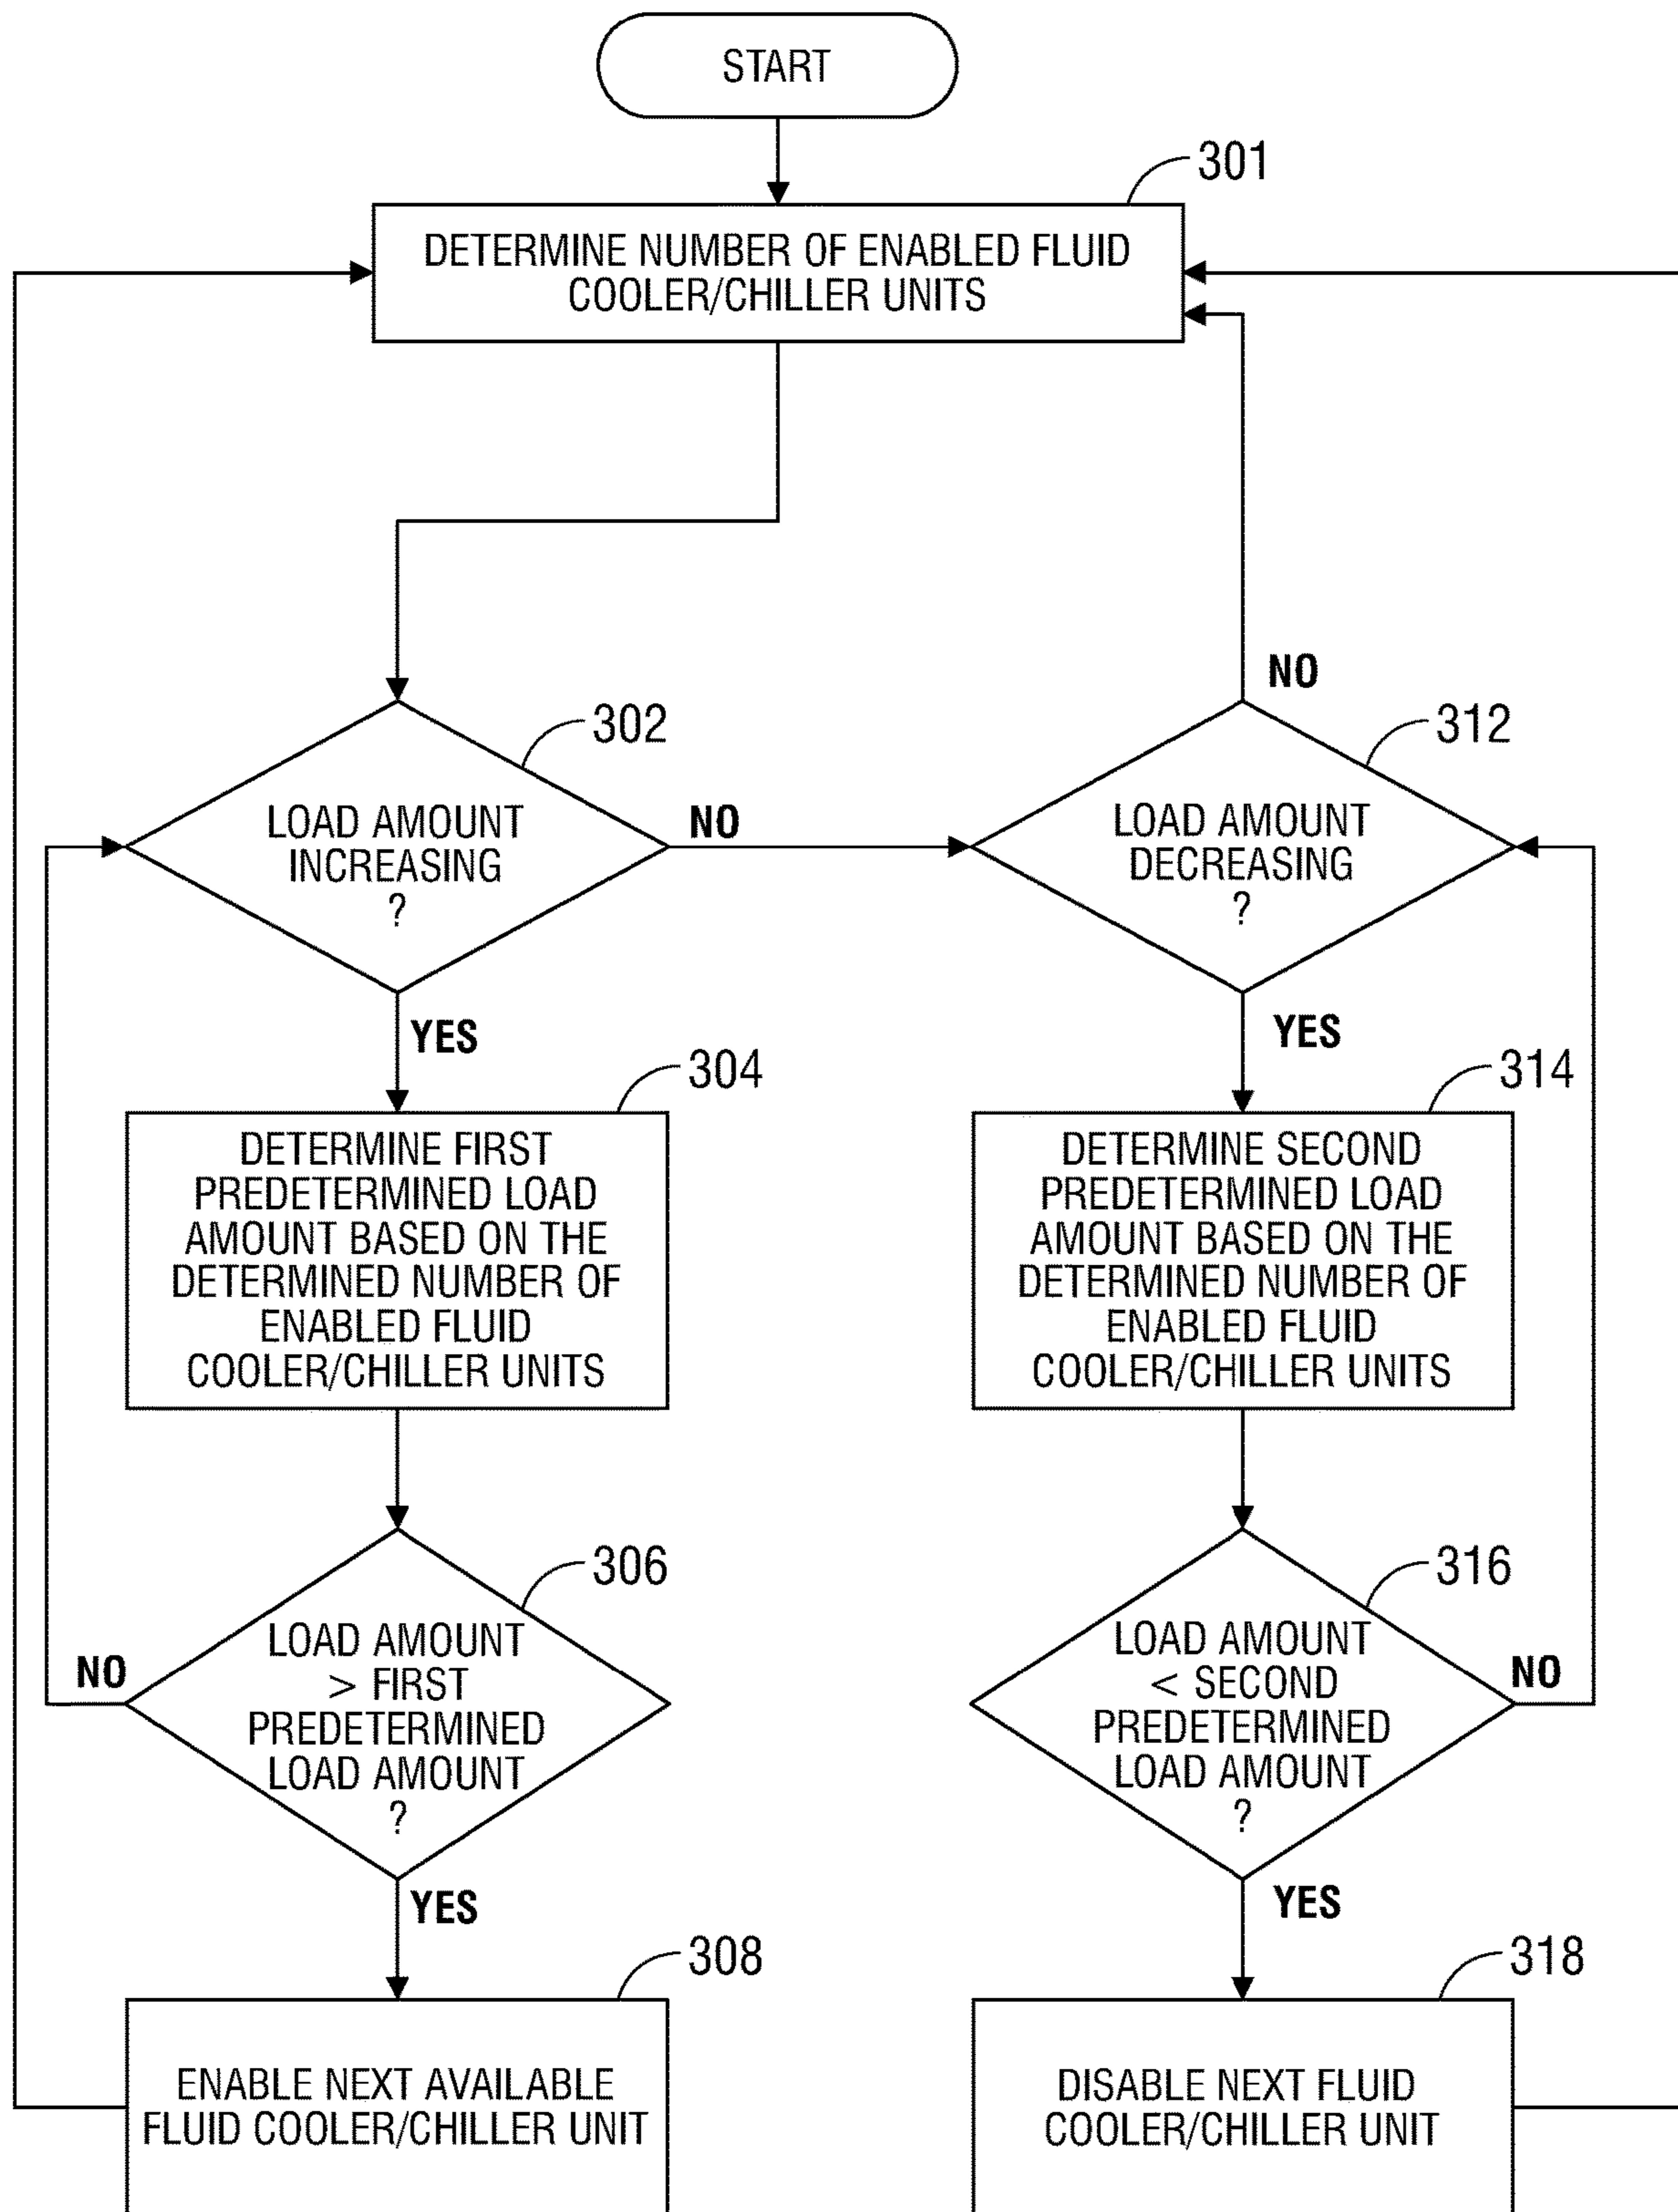 START
301
DETERMINE NUMBER OF ENABLED FLUID
COOLER/CHILLER UNITS
302
LOAD AMOUNT
INCREASING
?
NO
NO
312
LOAD AMOUNT
DECREASING
?
YES
304
DETERMINE FIRST
PREDETERMINED LOAD
AMOUNT BASED ON THE
DETERMINED NUMBER OF
ENABLED FLUID
COOLER/CHILLER UNITS
YES
314
DETERMINE SECOND
PREDETERMINED LOAD
AMOUNT BASED ON THE
DETERMINED NUMBER OF
ENABLED FLUID
COOLER/CHILLER UNITS
306
LOAD AMOUNT
> FIRST
PREDETERMINED
LOAD AMOUNT
?
NO
316
LOAD AMOUNT
< SECOND
PREDETERMINED
LOAD AMOUNT
?
NO
YES
308
ENABLE NEXT AVAILABLE
FLUID COOLER/CHILLER UNIT
YES
318
DISABLE NEXT FLUID
COOLER/CHILLER UNIT